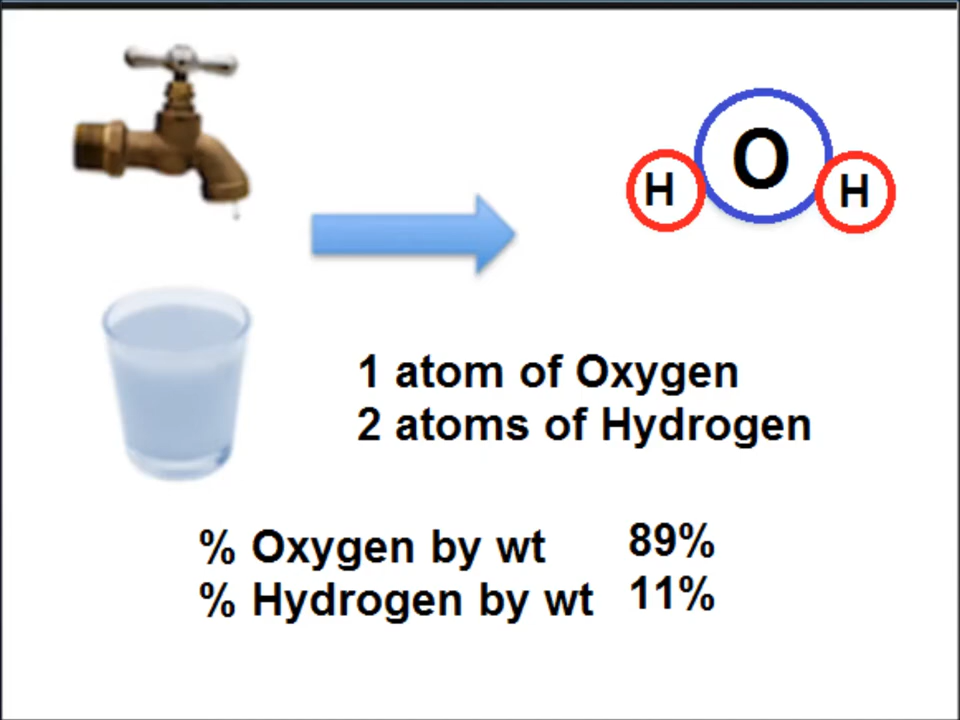 H O H
1 atom of Oxygen
2 atoms of Hydrogen
% Oxygen by wt 89%
% Hydrogen by wt 11%